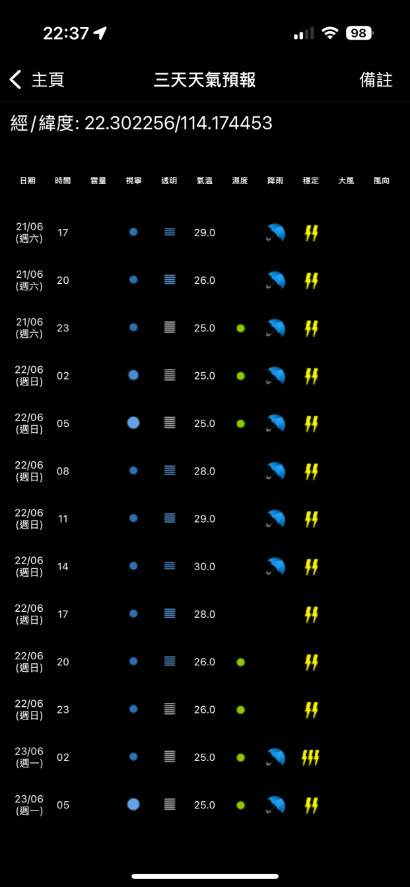 22:37
98
主頁
三天天氣預報
備註
經/緯度: 22.302256/114.174453
日期 時間 雲量 視寧 透明 氣溫 濕度 降雨 穩定 大風 風向
21/06
(週六) 17 29.0
21/06
(週六) 20 26.0
21/06
(週六) 23 25.0
22/06
(週日) 02 25.0
22/06
(週日) 05 25.0
22/06
(週日) 08 28.0
22/06
(週日) 11 29.0
22/06
(週日) 14 30.0
22/06
(週日) 17 28.0
22/06
(週日) 20 26.0
22/06
(週日) 23 26.0
23/06
(週一) 02 25.0
23/06
(週一) 05 25.0